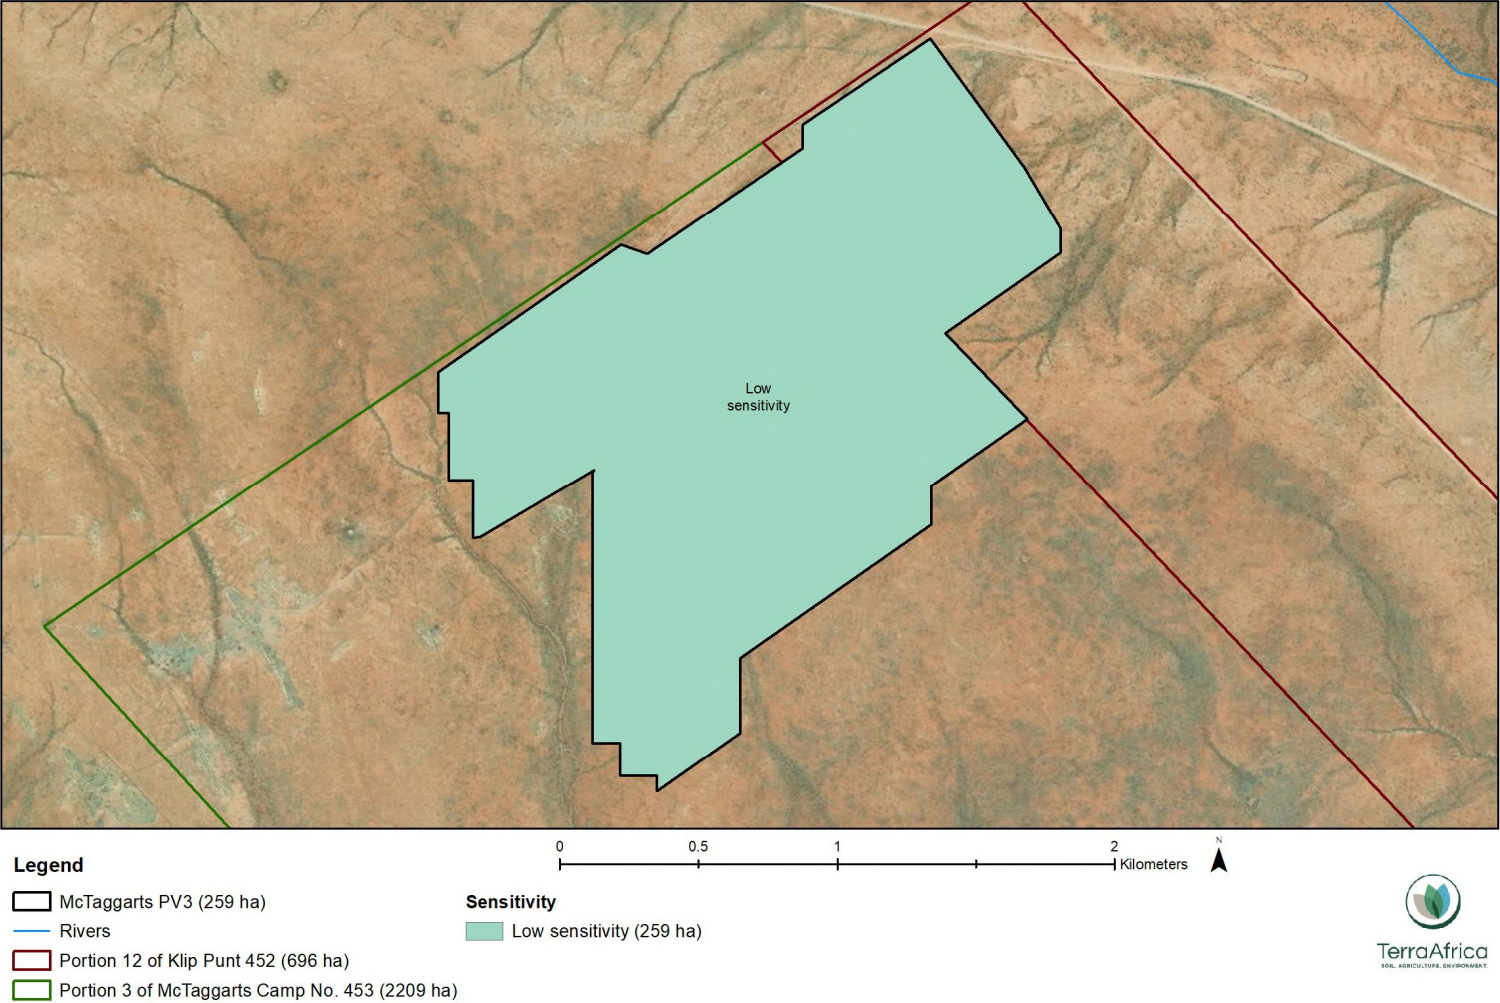 Low
sensitivity
0 0.5 1 2
Kilometers
N
Legend
McTaggarts PV3 (259 ha)
Rivers
Portion 12 of Klip Punt 452 (696 ha)
Portion 3 of McTaggarts Camp No. 453 (2209 ha)
Sensitivity
Low sensitivity (259 ha)
TerraAfrica
SOIL. AGRICULTURE. ENVIRONMENT.